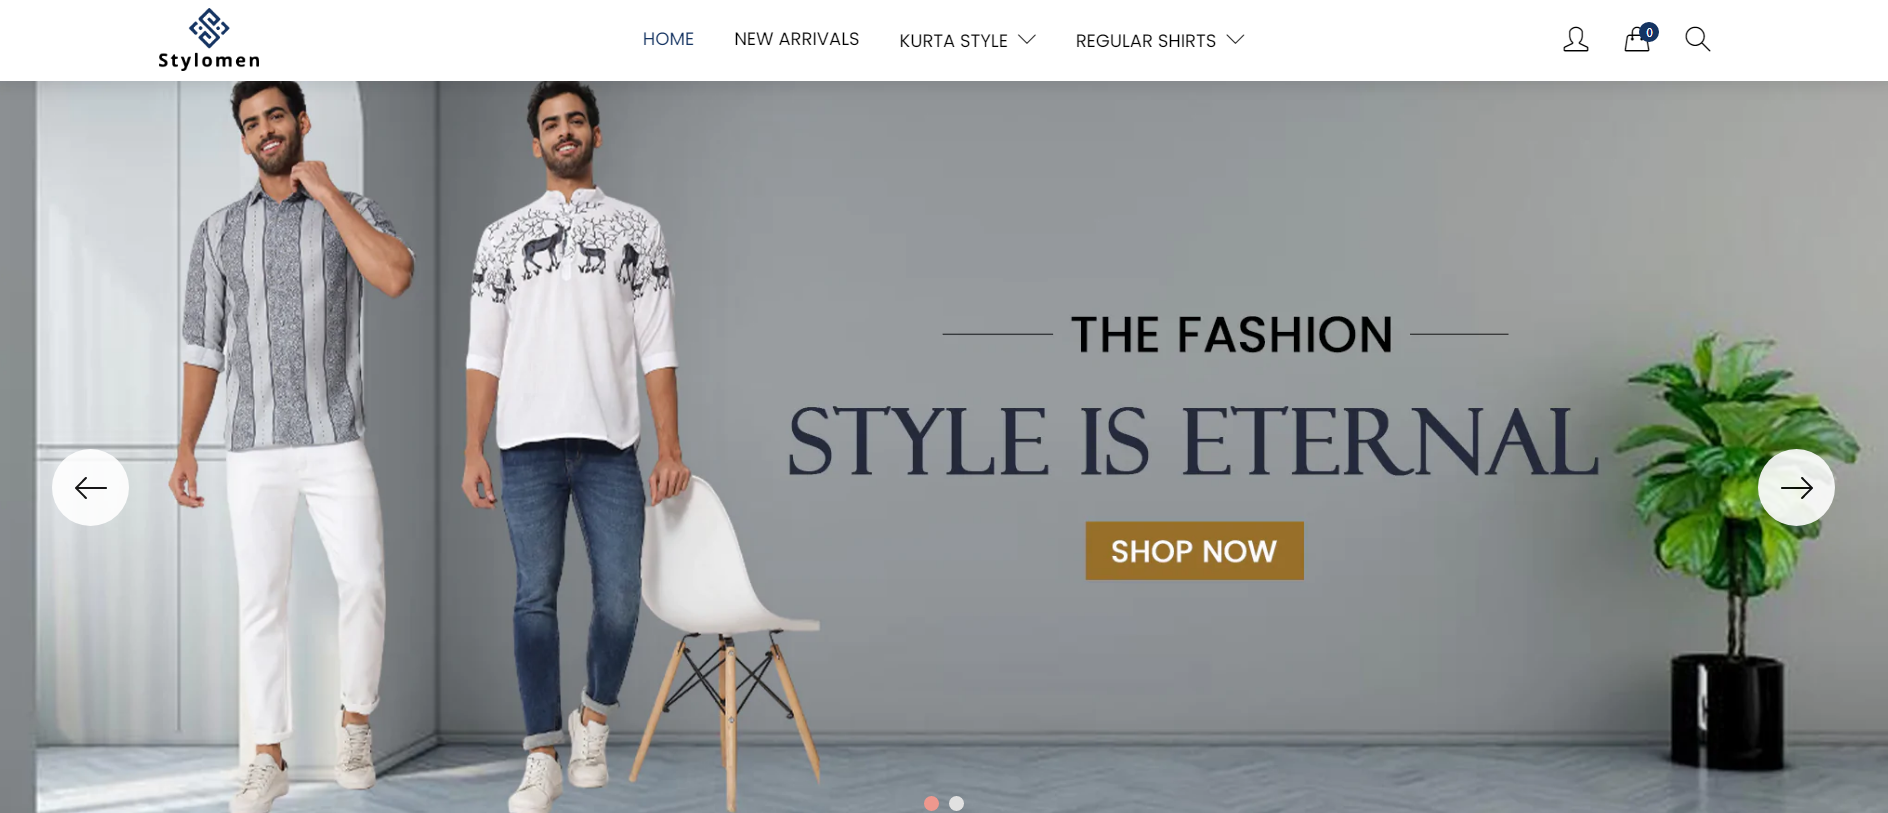 Stylomen
HOME NEW ARRIVALS KURTA STYLE REGULAR SHIRTS
0
THE FASHION
STYLE IS ETERNAL
SHOP NOW